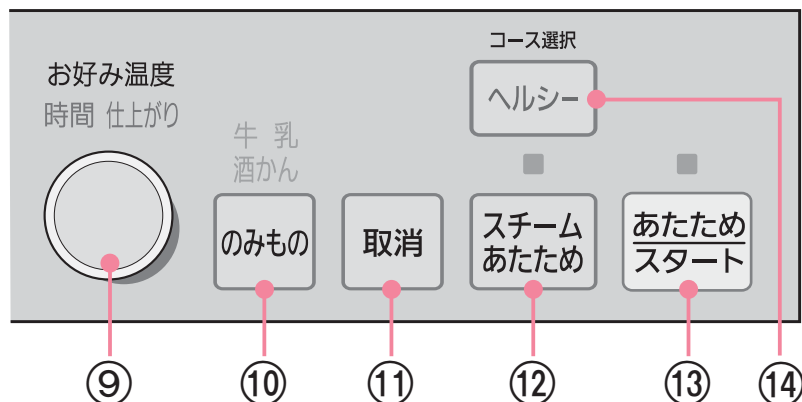 コース選択
お好み温度
時間 仕上がり
ヘルシー
牛 乳
酒かん
のみもの
取消
スチーム
あたため
あたため
スタート
⑨ ⑩ ⑪ ⑫ ⑬ ⑭